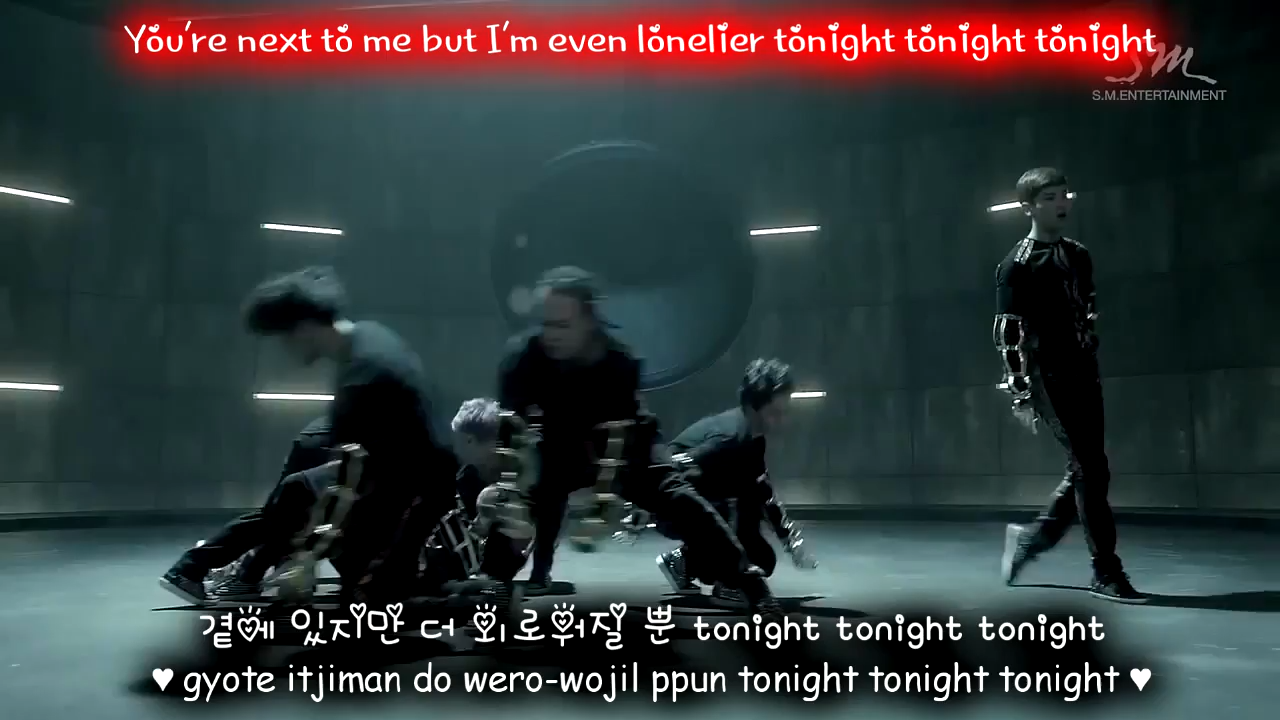 You're next to me but I'm even lonelier tonight tonight tonight
SM
S.M.ENTERTAINMENT
곁에 있지만 더 외로워질 뿐 tonight tonight tonight
♥ gyote itjiman do wero-wojil ppun tonight tonight tonight ♥